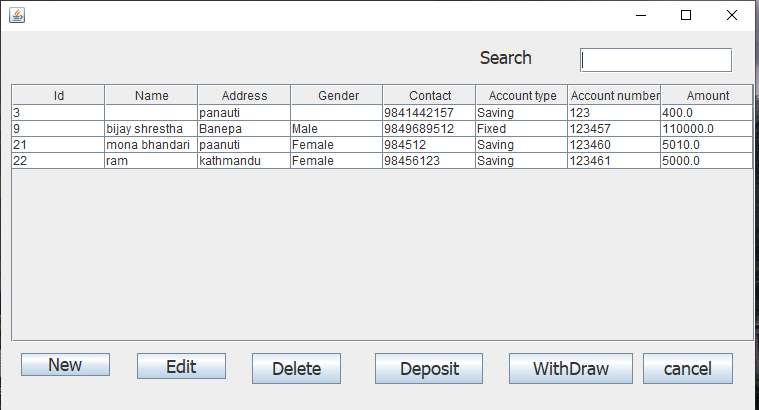 Search
Id Name Address Gender Contact Account type Account number Amount
3 panauti 9841442157 Saving 123 400.0
9 bijay shrestha Banepa Male 9849689512 Fixed 123457 110000.0
21 mona bhandari paanuti Female 984512 Saving 123460 5010.0
22 ram kathmandu Female 98456123 Saving 123461 5000.0
New Edit Delete Deposit WithDraw cancel